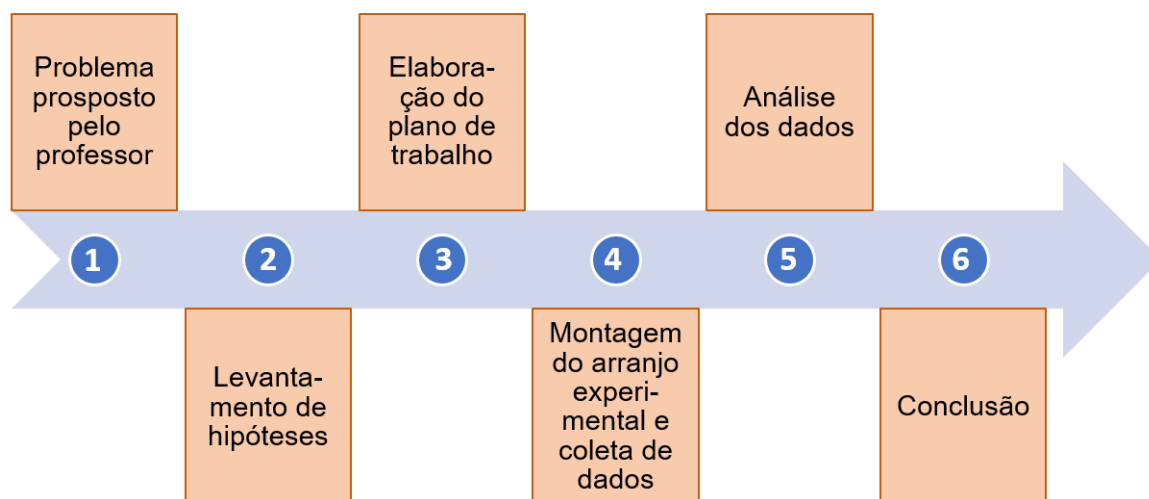 Problema
prosposto
pelo
professor
1
Levanta-
mento de
hipóteses
2
Elabora-
ção do
plano de
trabalho
3
Montagem
do arranjo
experi-
mental e
coleta de
dados
4
Análise
dos dados
5
Conclusão
6